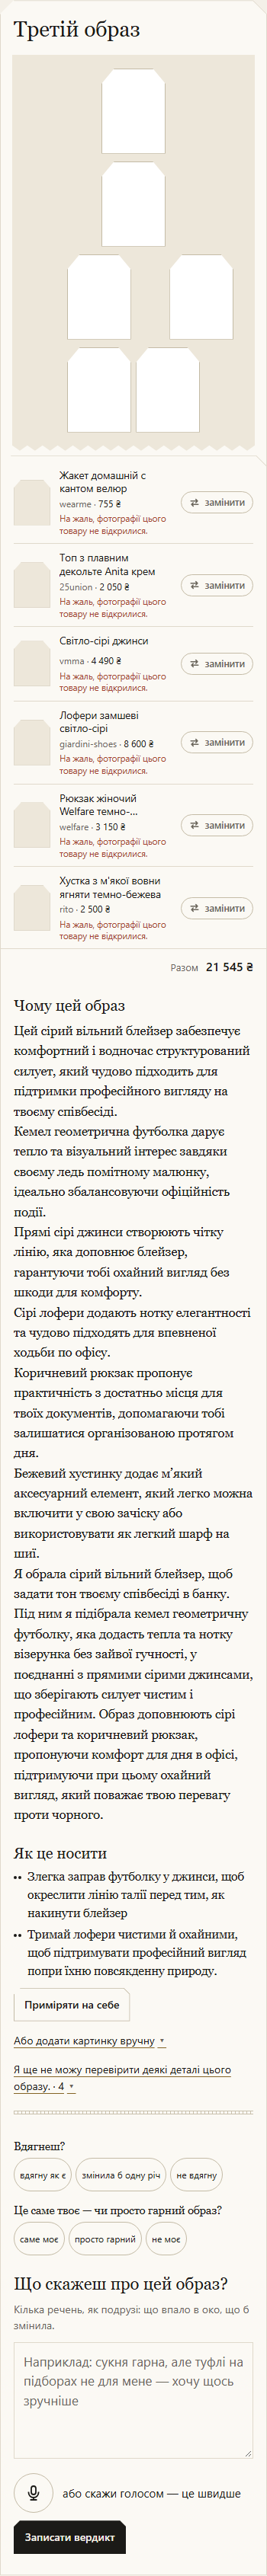 Третій образ
Жакет домашній с
кантом велюр
wearme · 755 ₴
На жаль, фотографії цього
товару не відкрилися.
⇄ замінити
Топ з плавним
декольте Anita крем
25union · 2 050 ₴
На жаль, фотографії цього
товару не відкрилися.
⇄ замінити
Світло-сірі джинси
vmma · 4 490 ₴
На жаль, фотографії цього
товару не відкрилися.
⇄ замінити
Лофери замшеві
світло-сірі
giardini-shoes · 8 600 ₴
На жаль, фотографії цього
товару не відкрилися.
⇄ замінити
Рюкзак жіночий
Welfare темно-...
welfare · 3 150 ₴
На жаль, фотографії цього
товару не відкрилися.
⇄ замінити
Хустка з м'якої вовни
ягняти темно-бежева
rito · 2 500 ₴
На жаль, фотографії цього
товару не відкрилися.
⇄ замінити
Разом 21 545 ₴
Чому цей образ
Цей сірий вільний блейзер забезпечує
комфортний і водночас структурований
силует, який чудово підходить для
підтримки професійного вигляду на
твоєму співбесіді.
Кемел геометрична футболка дарує
тепло та візуальний інтерес завдяки
своєму ледь помітному малюнку,
ідеально збалансовуючи офіційність
події.
Прямі сірі джинси створюють чітку
лінію, яка доповнює блейзер,
гарантуючи тобі охайний вигляд без
шкоди для комфорту.
Сірі лофери додають нотку елегантності
та чудово підходять для впевненої
ходьби по офісу.
Коричневий рюкзак пропонує
практичність з достатньо місця для
твоїх документів, допомагаючи тобі
залишатися організованою протягом
дня.
Бежевий хустинку додає м’який
аксесуарний елемент, який легко можна
включити у свою зачіску або
використовувати як легкий шарф на
шиї.
Я обрала сірий вільний блейзер, щоб
задати тон твоєму співбесіді в банку.
Під ним я підібрала кемел геометричну
футболку, яка додасть тепла та нотку
візерунка без зайвої гучності, у
поєднанні з прямими сірими джинсами,
що зберігають силует чистим і
професійним. Образ доповнюють сірі
лофери та коричневий рюкзак,
пропонуючи комфорт для дня в офісі,
підтримуючи при цьому охайний
вигляд, який поважає твою перевагу
проти чорного.
Як це носити
Злегка заправ футболку у джинси, щоб
окреслити лінію талії перед тим, як
накинути блейзер
Тримай лофери чистими й охайними,
щоб підтримувати професійний вигляд
попри їхню повсякденну природу.
Приміряти на себе
Або додати картинку вручну ▾
Я ще не можу перевірити деякі деталі цього
образу. · 4 ▾
Вдягнеш?
вдягну як є
змінила б одну річ
не вдягну
Це саме твоє — чи просто гарний образ?
саме моє
просто гарний
не моє
Що скажеш про цей образ?
Кілька речень, як подрузі: що впало в око, що б
змінила.
Наприклад: сукня гарна, але туфлі на
підборах не для мене — хочу щось
зручніше
або скажи голосом — це швидше
Записати вердикт